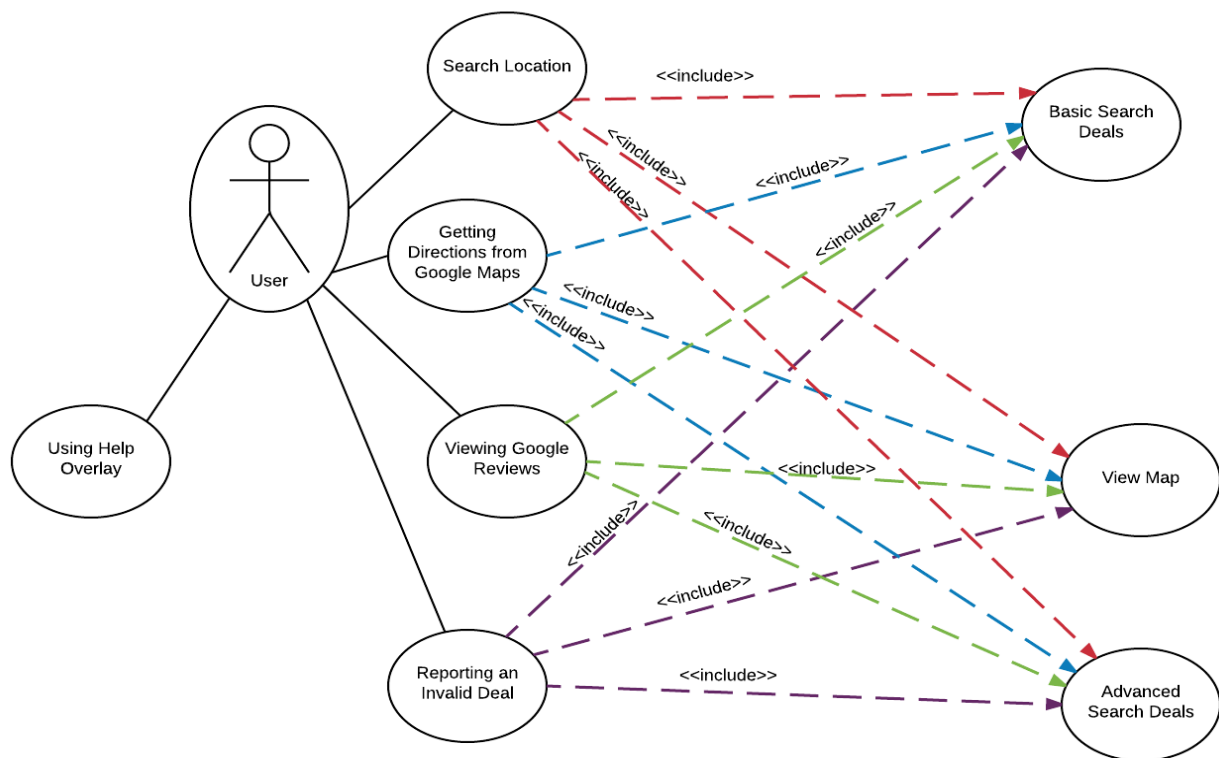 Search Location
<<include>>
Basic Search
Deals
<<include>>
<<include>>
<<include>>
User
Getting
Directions from
Google Maps
<<include>>
<<include>>
<<include>>
Using Help
Overlay
Viewing Google
Reviews
<<include>>
View Map
<<include>>
<<include>>
<<include>>
Reporting an
Invalid Deal
<<include>>
Advanced
Search Deals